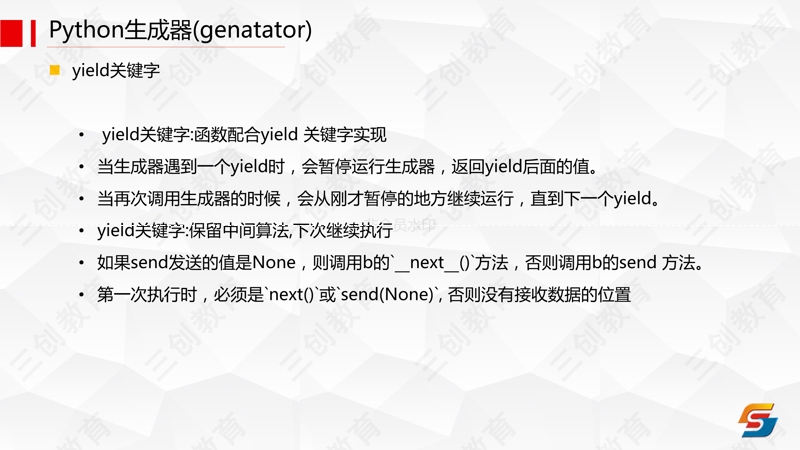 Python生成器(genatator)
yield关键字
yield关键字:函数配合yield 关键字实现
当生成器遇到一个yield时，会暂停运行生成器，返回yield后面的值。
当再次调用生成器的时候，会从刚才暂停的地方继续运行，直到下一个yield。
yield关键字:保留中间算法,下次继续执行
如果send发送的值是None，则调用b的`__next__()`方法，否则调用b的send 方法。
第一次执行时，必须是`next()`或`send(None)`, 否则没有接收数据的位置
三创教育